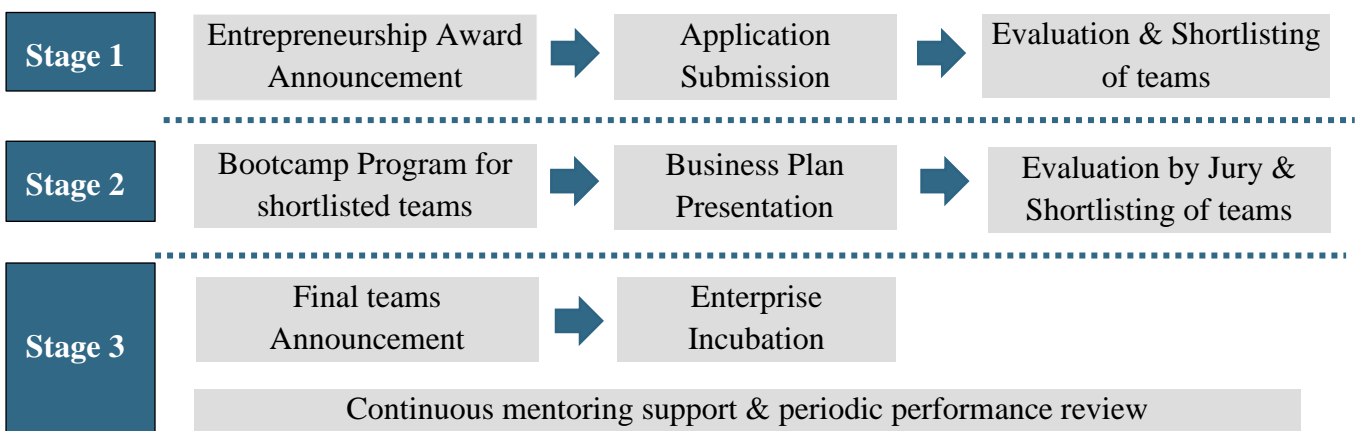 Stage 1
Entrepreneurship Award
Announcement
Application
Submission
Evaluation & Shortlisting
of teams
Stage 2
Bootcamp Program for
shortlisted teams
Business Plan
Presentation
Evaluation by Jury &
Shortlisting of teams
Stage 3
Final teams
Announcement
Enterprise
Incubation
Continuous mentoring support & periodic performance review